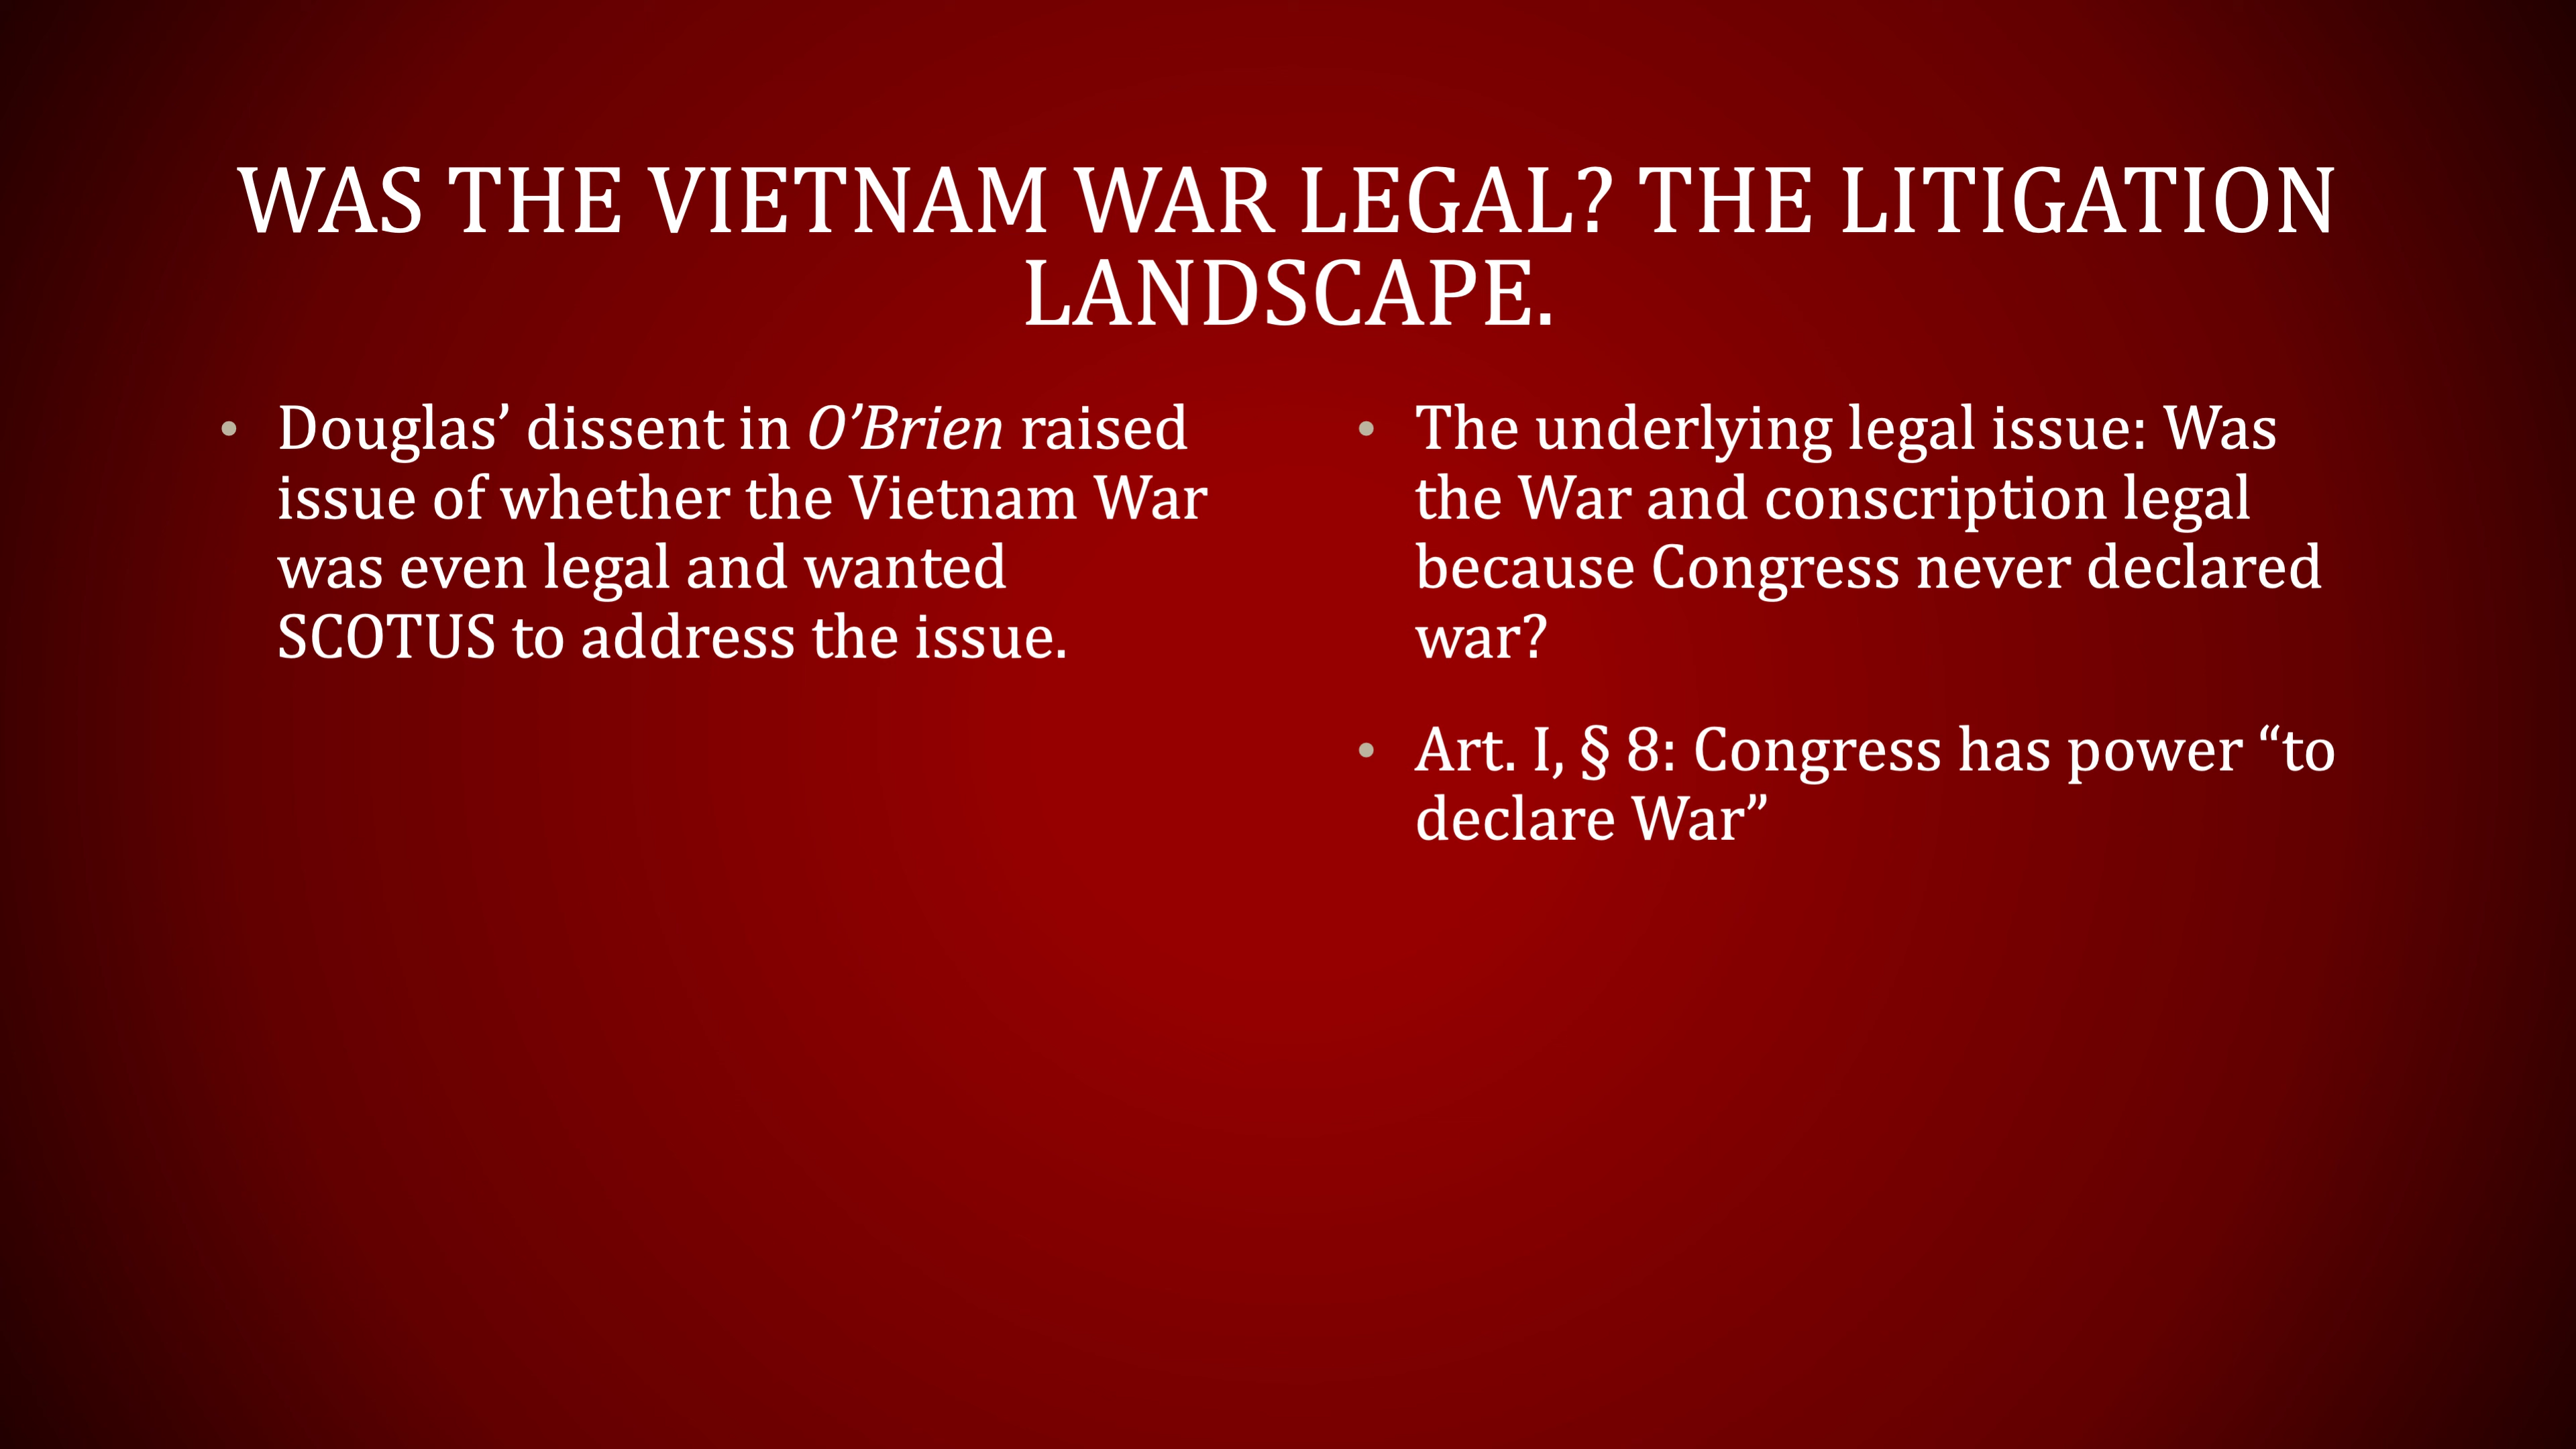 WAS THE VIETNAM WAR LEGAL? THE LITIGATION
LANDSCAPE.
• Douglas’ dissent in O’Brien raised
issue of whether the Vietnam War
was even legal and wanted
SCOTUS to address the issue.
• The underlying legal issue: Was
the War and conscription legal
because Congress never declared
war?
• Art. I, § 8: Congress has power “to
declare War”